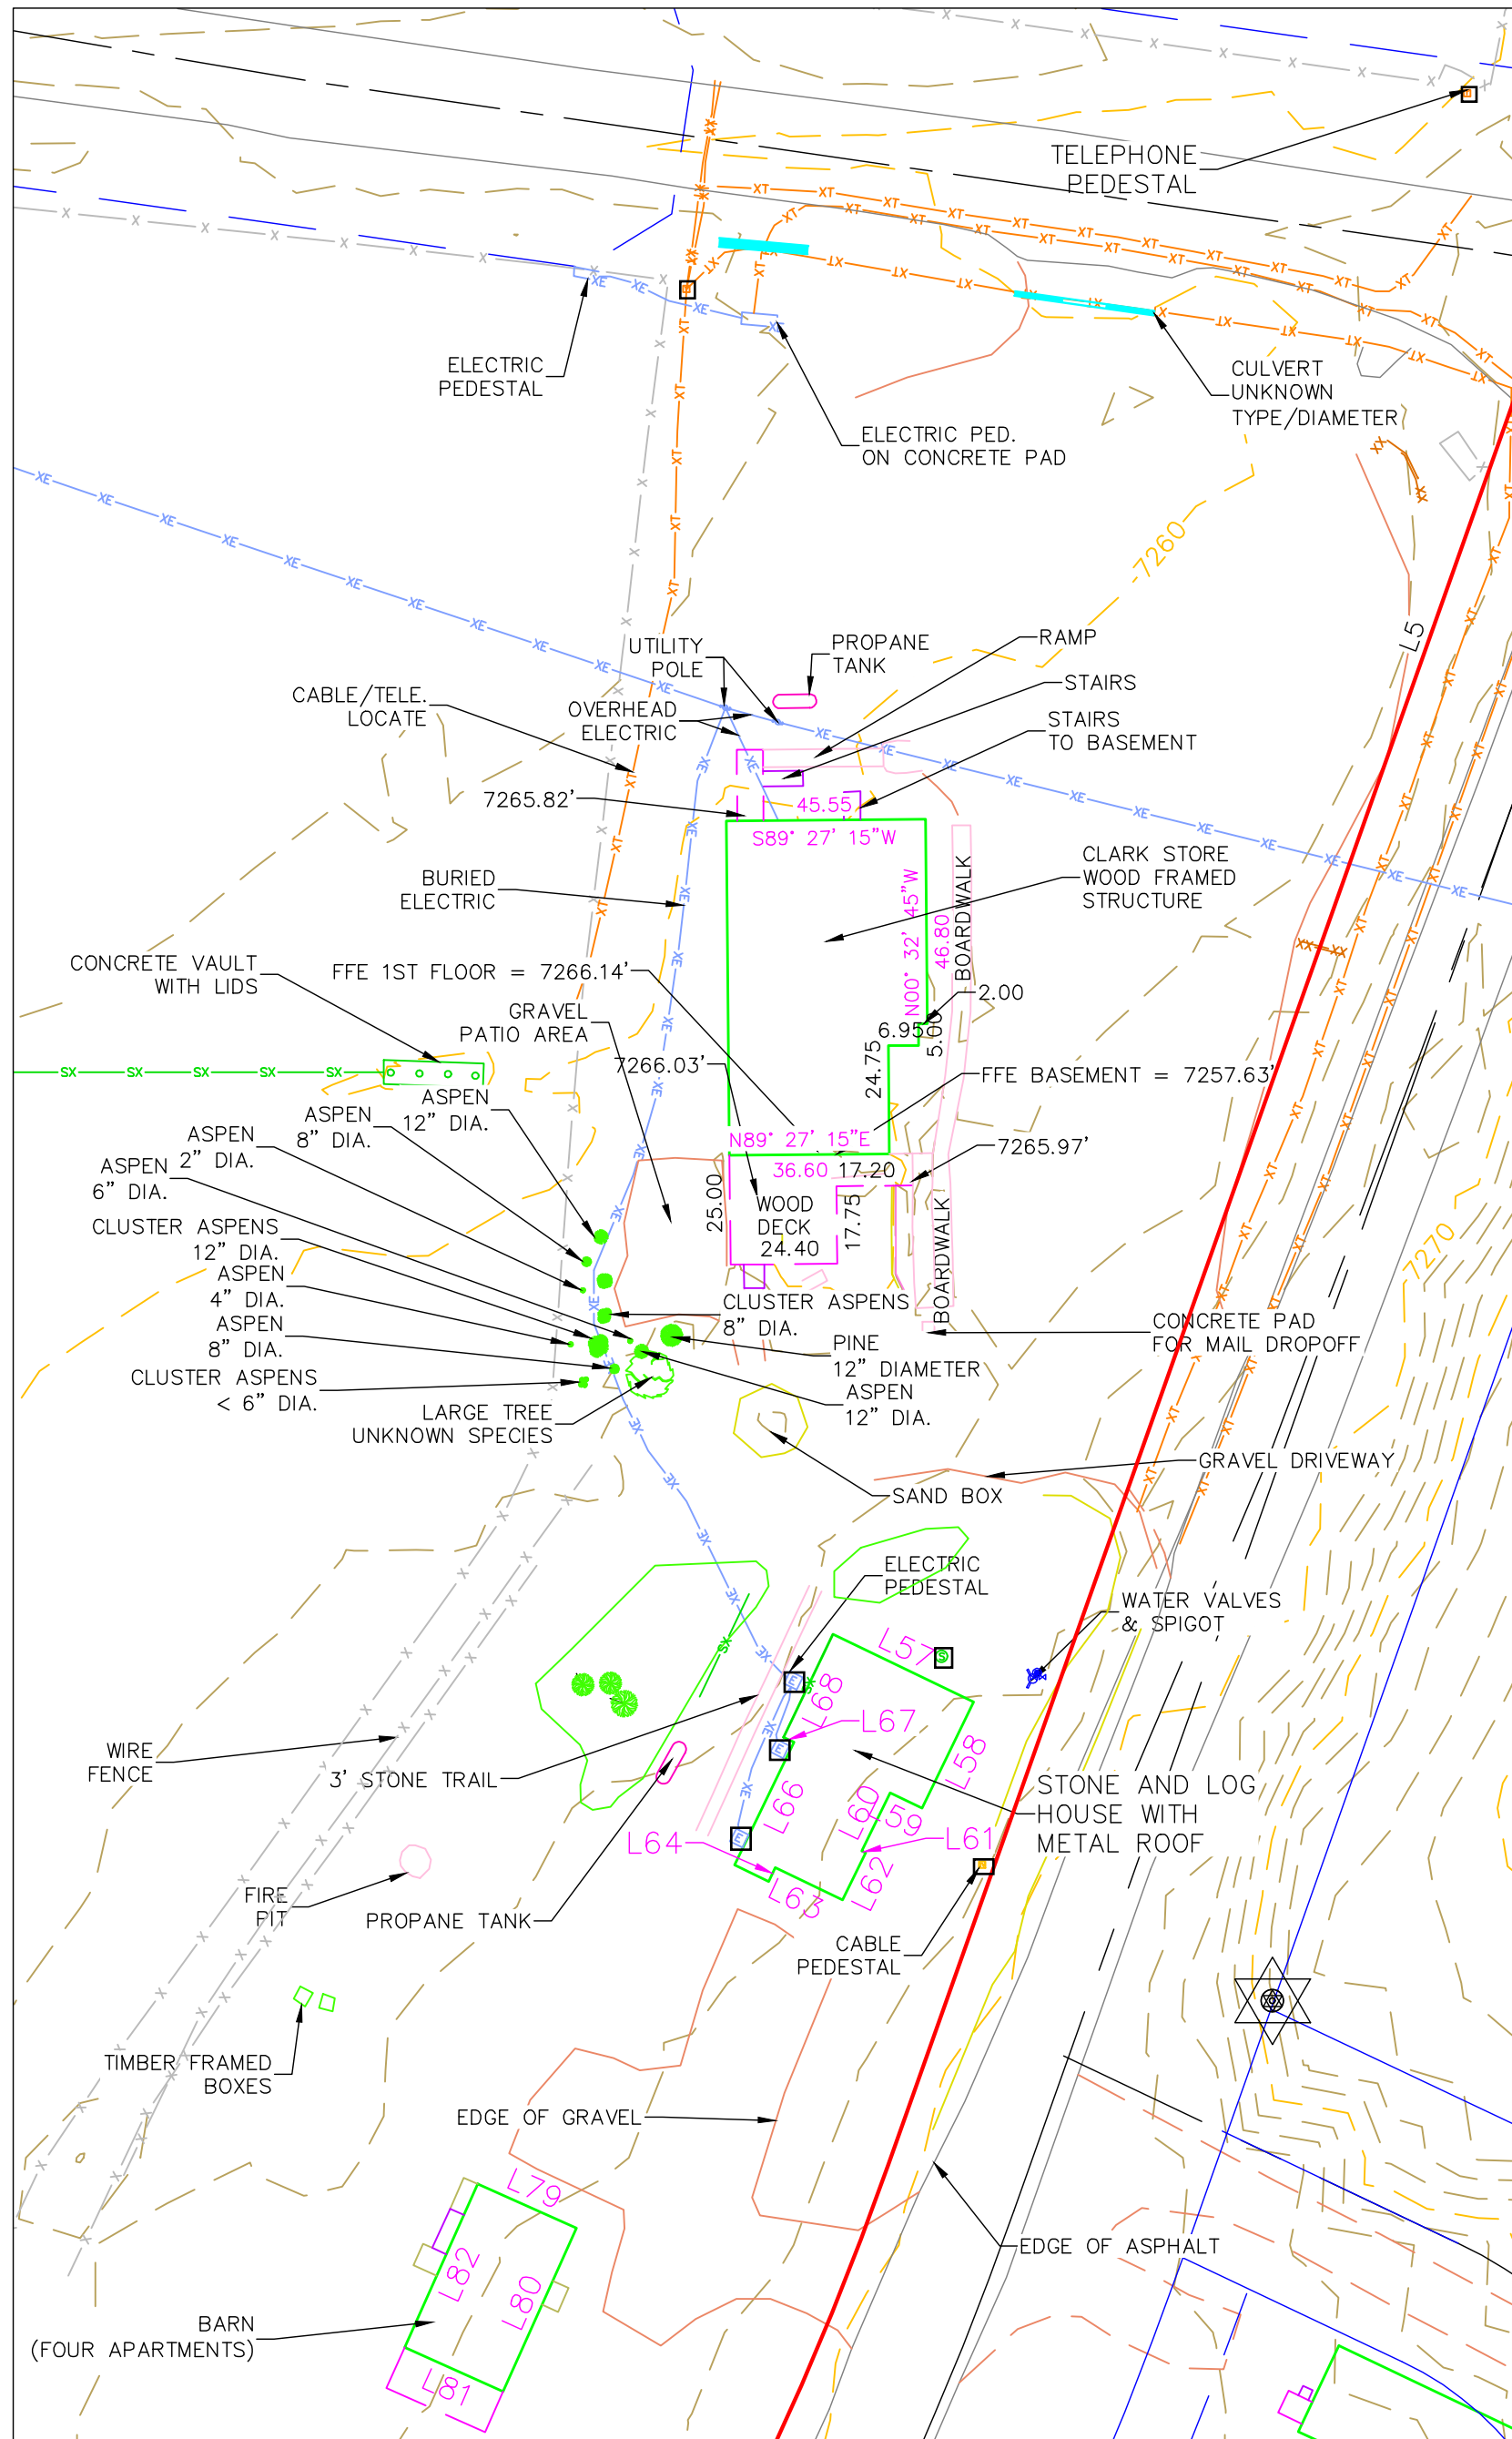 TELEPHONE
PEDESTAL
ELECTRIC
PEDESTAL
CULVERT
UNKNOWN
TYPE/DIAMETER
ELECTRIC PED.
ON CONCRETE PAD
7260
L5
UTILITY
POLE
PROPANE
TANK
RAMP
CABLE/TELE.
LOCATE
OVERHEAD
ELECTRIC
STAIRS
STAIRS
TO BASEMENT
7265.82'
45.55
S89° 27' 15"W
BURIED
ELECTRIC
CLARK STORE
WOOD FRAMED
STRUCTURE
N00° 32' 45"W
46.80
BOARDWALK
CONCRETE VAULT
WITH LIDS
FFE 1ST FLOOR = 7266.14'
2.00
GRAVEL
PATIO AREA
6.95
5.00
24.75
7266.03'
FFE BASEMENT = 7257.63'
ASPEN
12" DIA.
ASPEN
8" DIA.
ASPEN
2" DIA.
ASPEN
6" DIA.
N89° 27' 15"E
36.60
17.20
7265.97'
25.00
WOOD
DECK
24.40
17.75
BOARDWALK
CLUSTER ASPENS
12" DIA.
ASPEN
4" DIA.
ASPEN
8" DIA.
CLUSTER ASPENS
< 6" DIA.
CLUSTER ASPENS
8" DIA.
PINE
12" DIAMETER
ASPEN
12" DIA.
CONCRETE PAD
FOR MAIL DROPOFF
7270
LARGE TREE
UNKNOWN SPECIES
GRAVEL DRIVEWAY
SAND BOX
ELECTRIC
PEDESTAL
WATER VALVES
& SPIGOT
L57
L68
L67
L58
WIRE
FENCE
3' STONE TRAIL
STONE AND LOG
HOUSE WITH
METAL ROOF
L66
L60
L59
L64
L61
L62
L63
FIRE
PIT
PROPANE TANK
CABLE
PEDESTAL
TIMBER FRAMED
BOXES
EDGE OF GRAVEL
L79
L82
L80
L81
EDGE OF ASPHALT
BARN
(FOUR APARTMENTS)